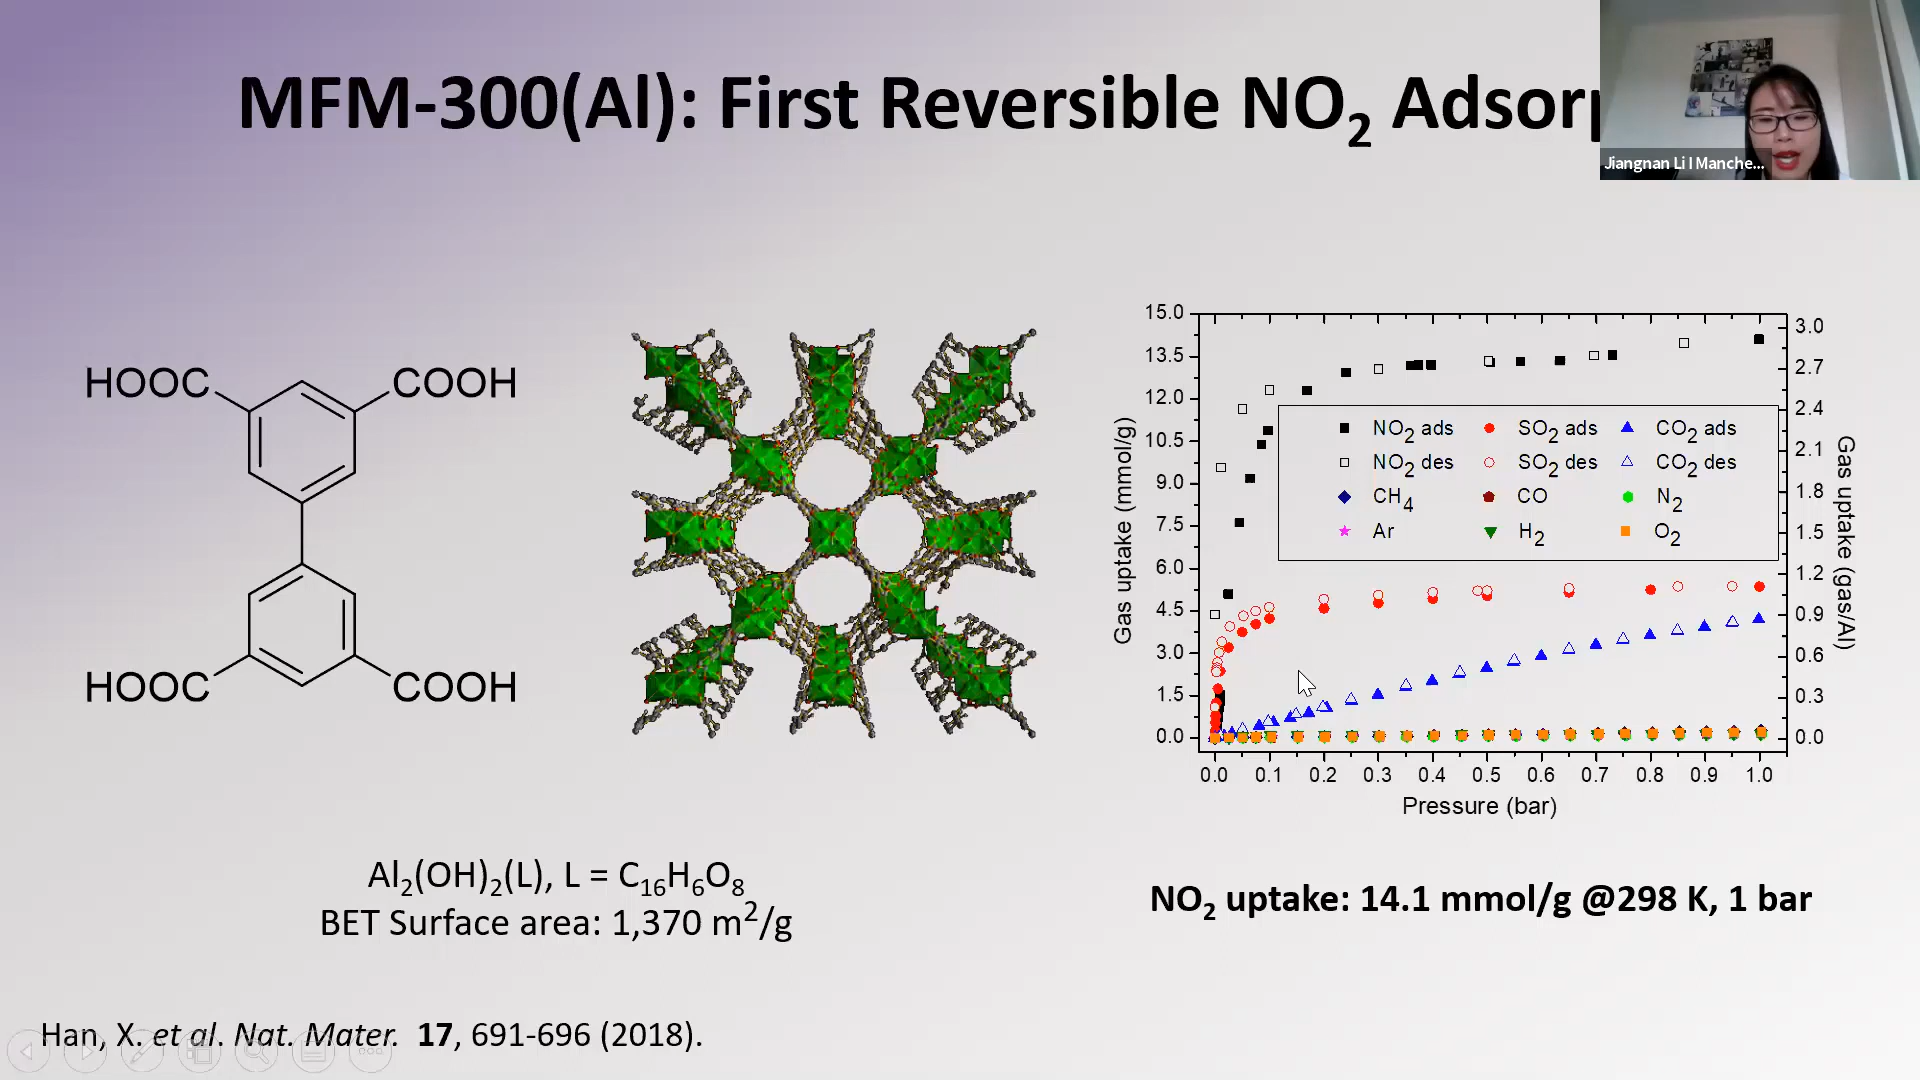 MFM-300(Al): First Reversible NO2 Adsor
Jiangnan Li I Manche...
HOOC
COOH
HOOC
COOH
15.0
13.5
12.0
10.5
9.0
7.5
6.0
4.5
3.0
1.5
0.0
Gas uptake (mmol/g)
NO2 ads
SO2 ads
CO2 ads
NO2 des
SO2 des
CO2 des
CH4
CO
N2
Ar
H2
O2
3.0
2.7
2.4
2.1
1.8
1.5
1.2
0.9
0.6
0.3
0.0
Gas uptake (gas/Al)
0.0 0.1 0.2 0.3 0.4 0.5 0.6 0.7 0.8 0.9 1.0
Pressure (bar)
Al2(OH)2(L), L = C16H6O8
BET Surface area: 1,370 m2/g
NO2 uptake: 14.1 mmol/g @298 K, 1 bar
Han, X. et al. Nat. Mater. 17, 691-696 (2018).